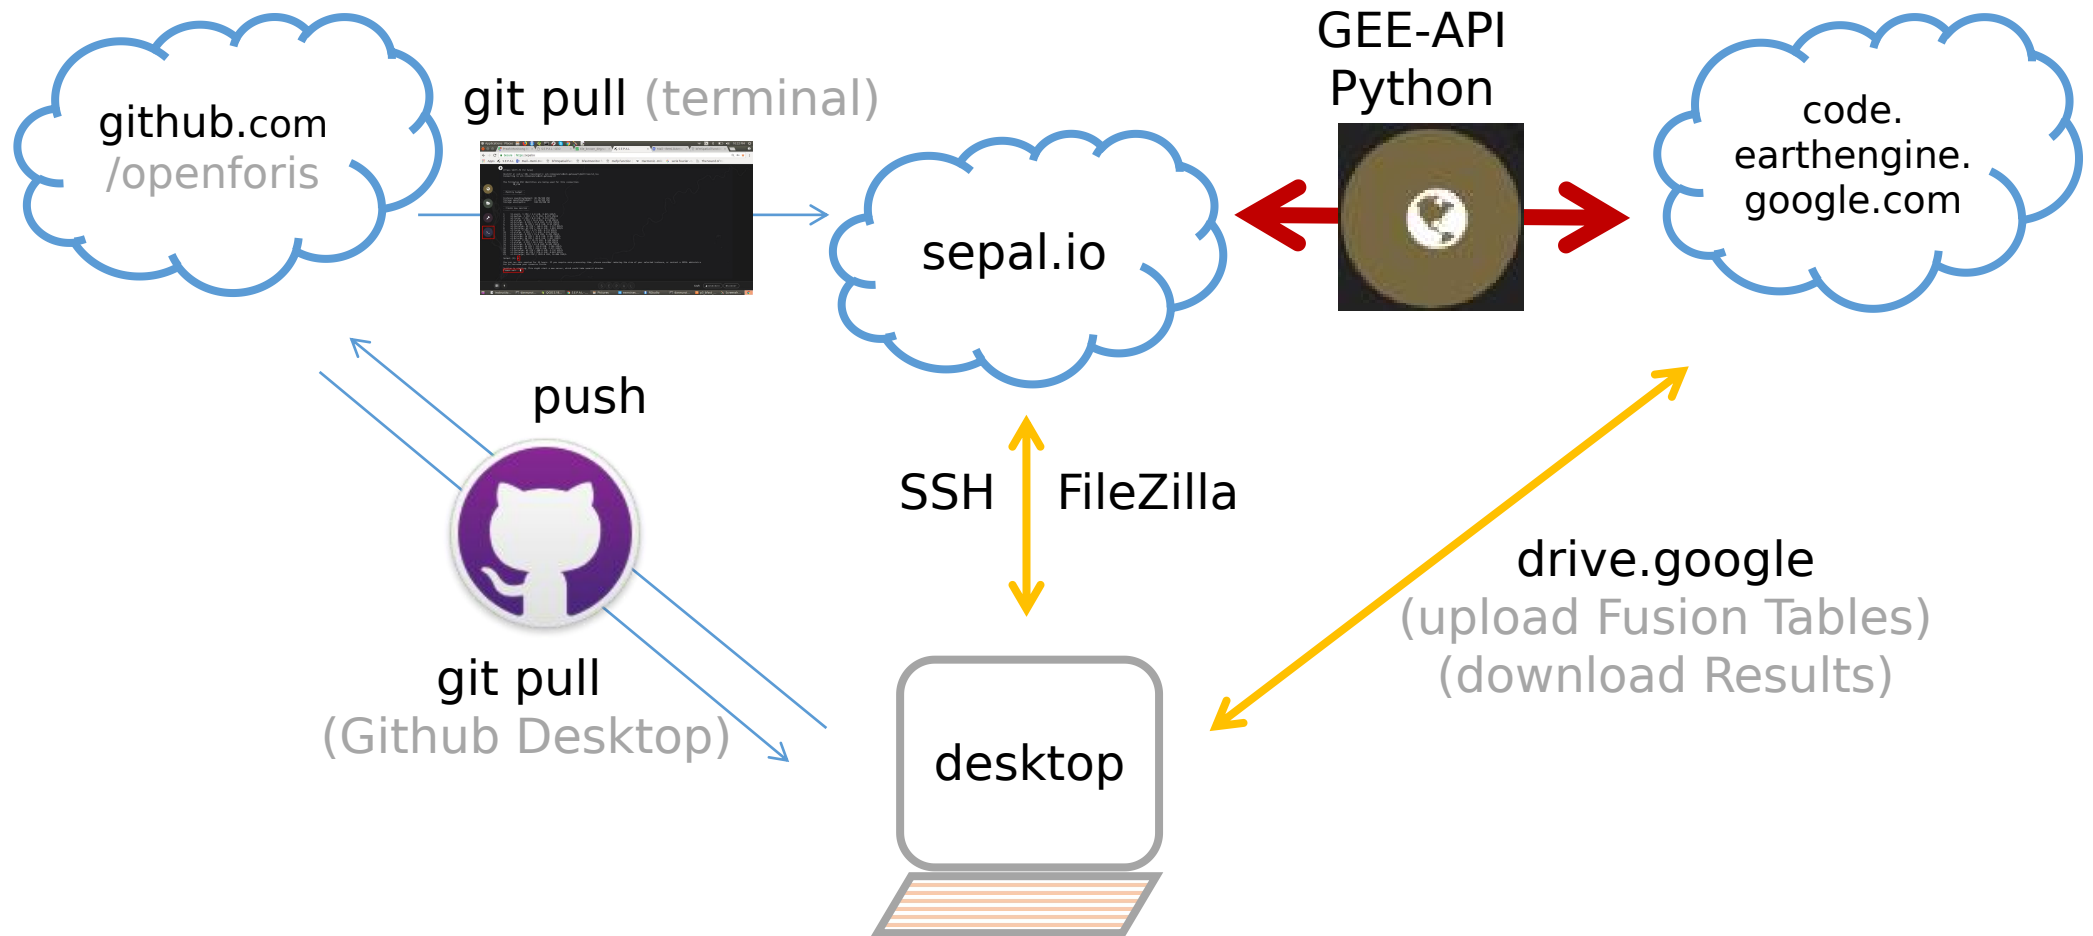 github.com
/openforis
git pull (terminal)
sepal.io
GEE-API
Python
code.
earthengine.
google.com
push
git pull
(Github Desktop)
SSH
FileZilla
desktop
drive.google
(upload Fusion Tables)
(download Results)